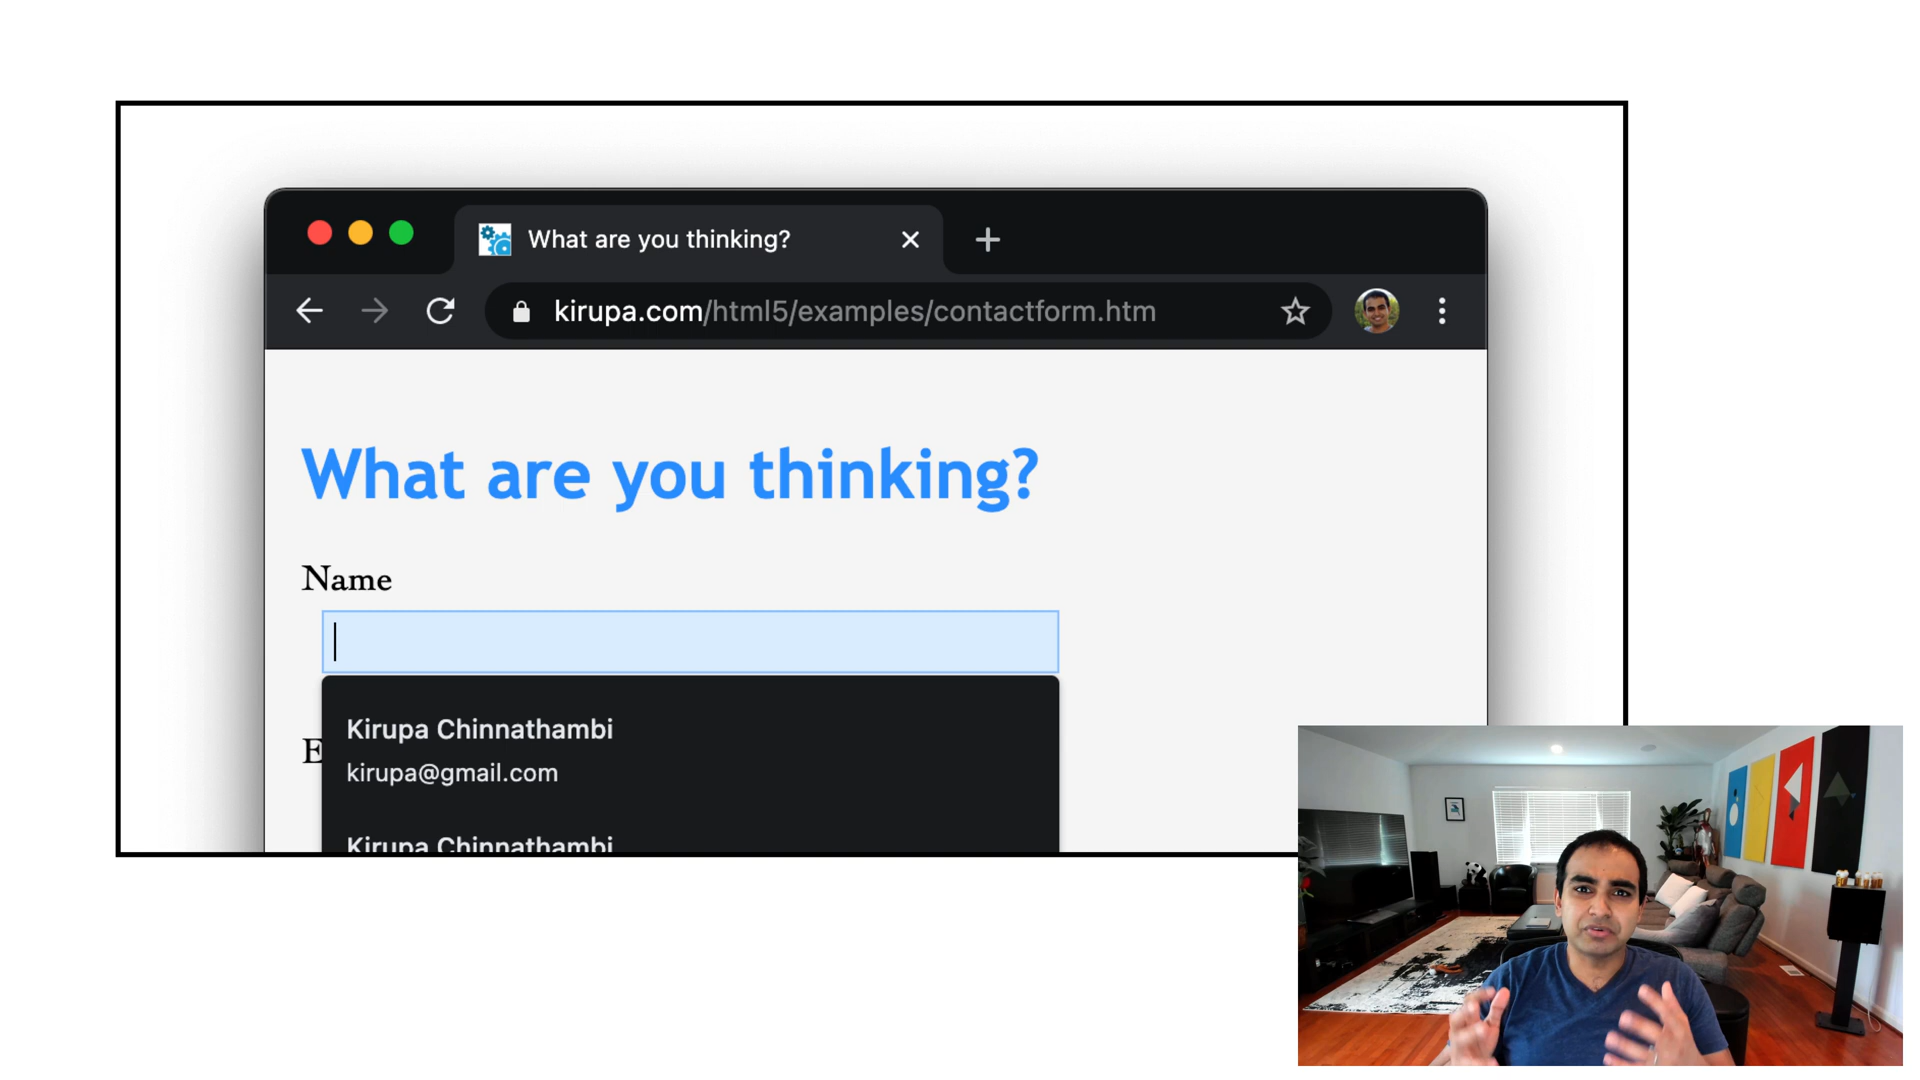 What are you thinking?
kirupa.com/html5/examples/contactform.htm
What are you thinking?
Name
E
Kirupa Chinnathambi
kirupa@gmail.com
Kirupa Chinnathambi